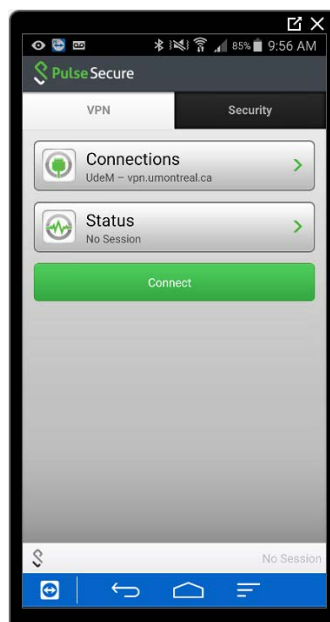 85% 9:56 AM
Pulse Secure
VPN
Security
Connections
UdeM – vpn.umontreal.ca
Status
No Session
Connect
No Session